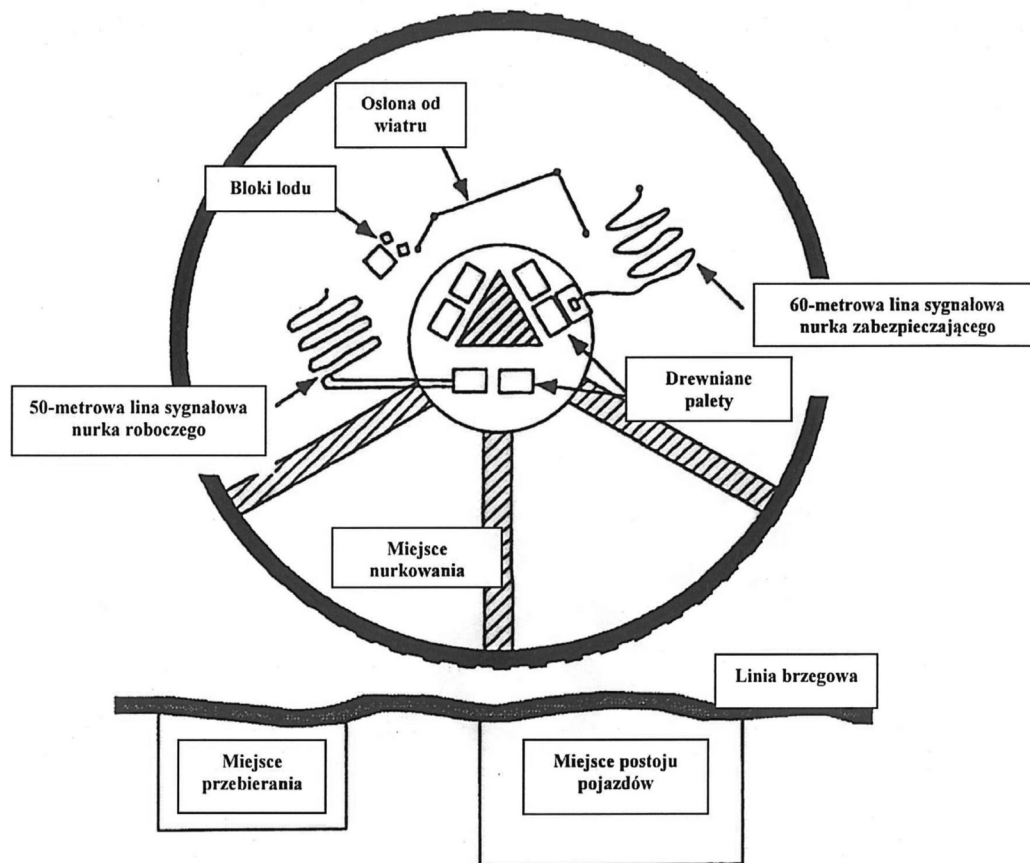 Osłona od
wiatru
Bloki lodu
60-metrowa lina sygnałowa
nurka zabezpieczającego
Drewniane
palety
50-metrowa lina sygnałowa
nurka roboczego
Miejsce
nurkowania
Linia brzegowa
Miejsce
przebierania
Miejsce postoju
pojazdów